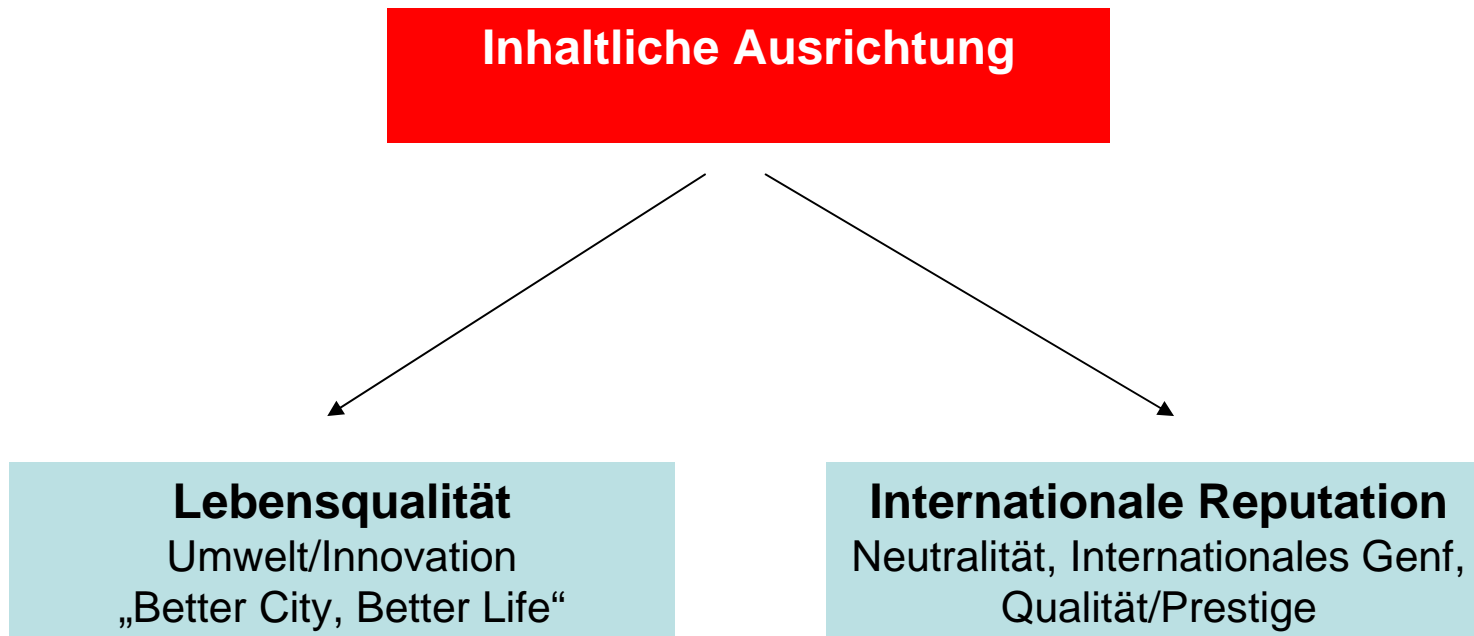 Inhaltliche Ausrichtung
Lebensqualität
Umwelt/Innovation
„Better City, Better Life“
Internationale Reputation
Neutralität, Internationales Genf,
Qualität/Prestige